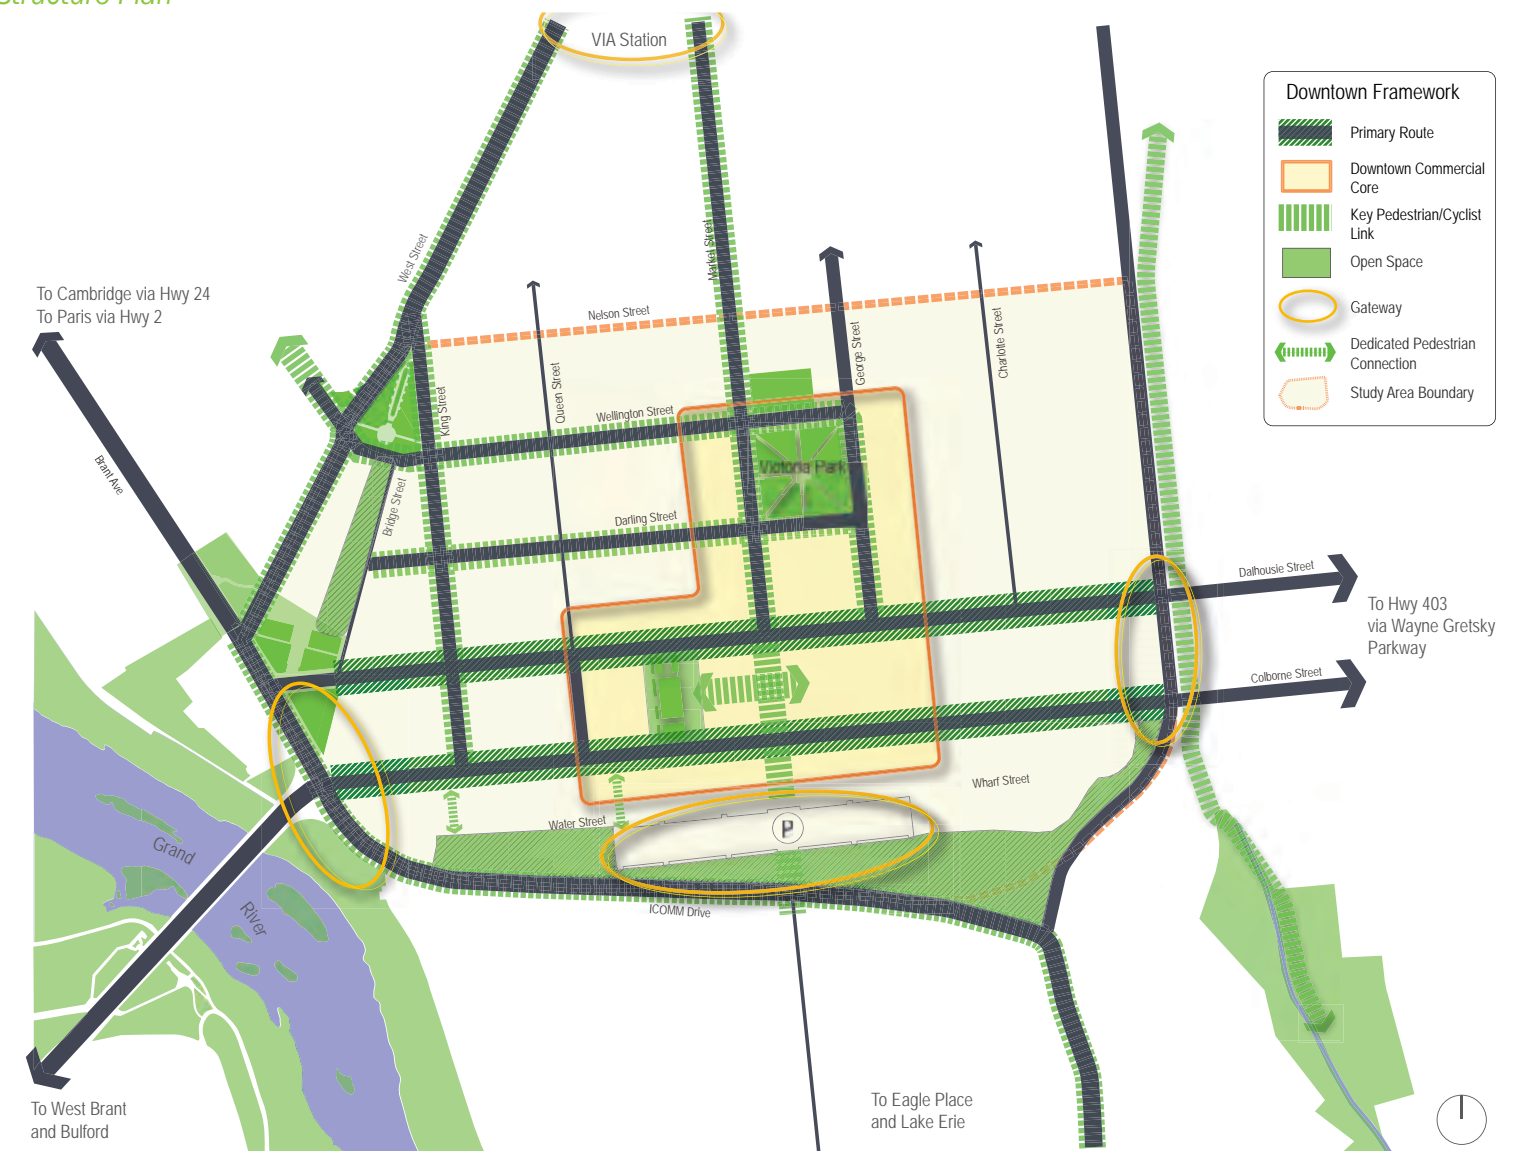 Structure Plan
VIA Station
Downtown Framework
Primary Route
Downtown Commercial
Core
Key Pedestrian/Cyclist
Link
Open Space
Gateway
Dedicated Pedestrian
Connection
Study Area Boundary
West Street
Market Street
To Cambridge via Hwy 24
To Paris via Hwy 2
Nelson Street
George Street
Charlotte Street
Queen Street
King Street
Wellington Street
Brant Ave
Victoria Park
Bridge Street
Darling Street
Dalhousie Street
To Hwy 403
via Wayne Gretsky
Parkway
Colborne Street
Wharf Street
Water Street
P
Grand
River
ICOMM Drive
To West Brant
and Bulford
To Eagle Place
and Lake Erie